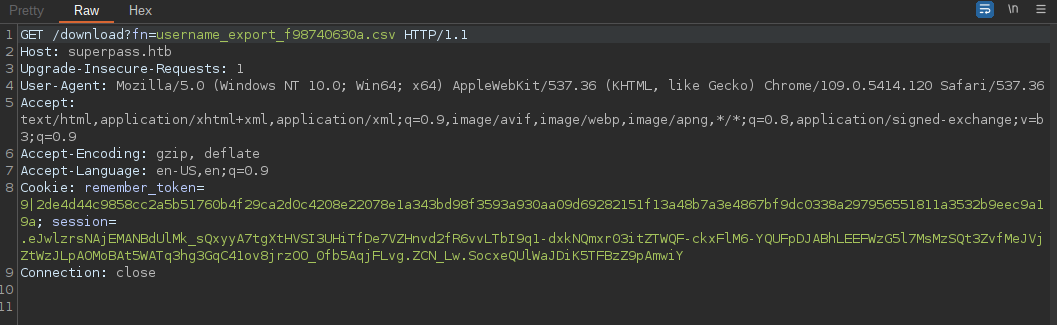 Pretty Raw Hex
\n
1 GET /download?fn=username_export_f98740630a.csv HTTP/1.1
2 Host: superpass.htb
3 Upgrade-Insecure-Requests: 1
4 User-Agent: Mozilla/5.0 (Windows NT 10.0; Win64; x64) AppleWebKit/537.36 (KHTML, like Gecko) Chrome/109.0.5414.120 Safari/537.36
5 Accept:
text/html,application/xhtml+xml,application/xml;q=0.9,image/avif,image/webp,image/apng,*/*;q=0.8,application/signed-exchange;v=b
3;q=0.9
6 Accept-Encoding: gzip, deflate
7 Accept-Language: en-US,en;q=0.9
8 Cookie: remember_token=
9|2de4d44c9858cc2a5b51760b4f29ca2d0c4208e22078e1a343bd98f3593a930aa09d69282151f13a48b7a3e4867bf9dc0338a297956551811a3532b9eec9a1
9a; session=
.eJwlzrsNAjEMANBdUlMk_sQxyyA7tgXtHVSI3UHiTfDe7VZHnvd2fR6vvLTbI9q1-dxkNQmxr03itZTWQF-ckxFlM6-YQUFpDJABhLEEFWzG5l7MsMzSQt3ZvfMeJVj
ZtWzJLpAOMoBAt5WATq3hg3GqC41ov8jrzOO_Ofb5AqjFLvg.ZCN_Lw.SocxeQUlWaJDiK5TFBzZ9pAmwiY
9 Connection: close
10
11